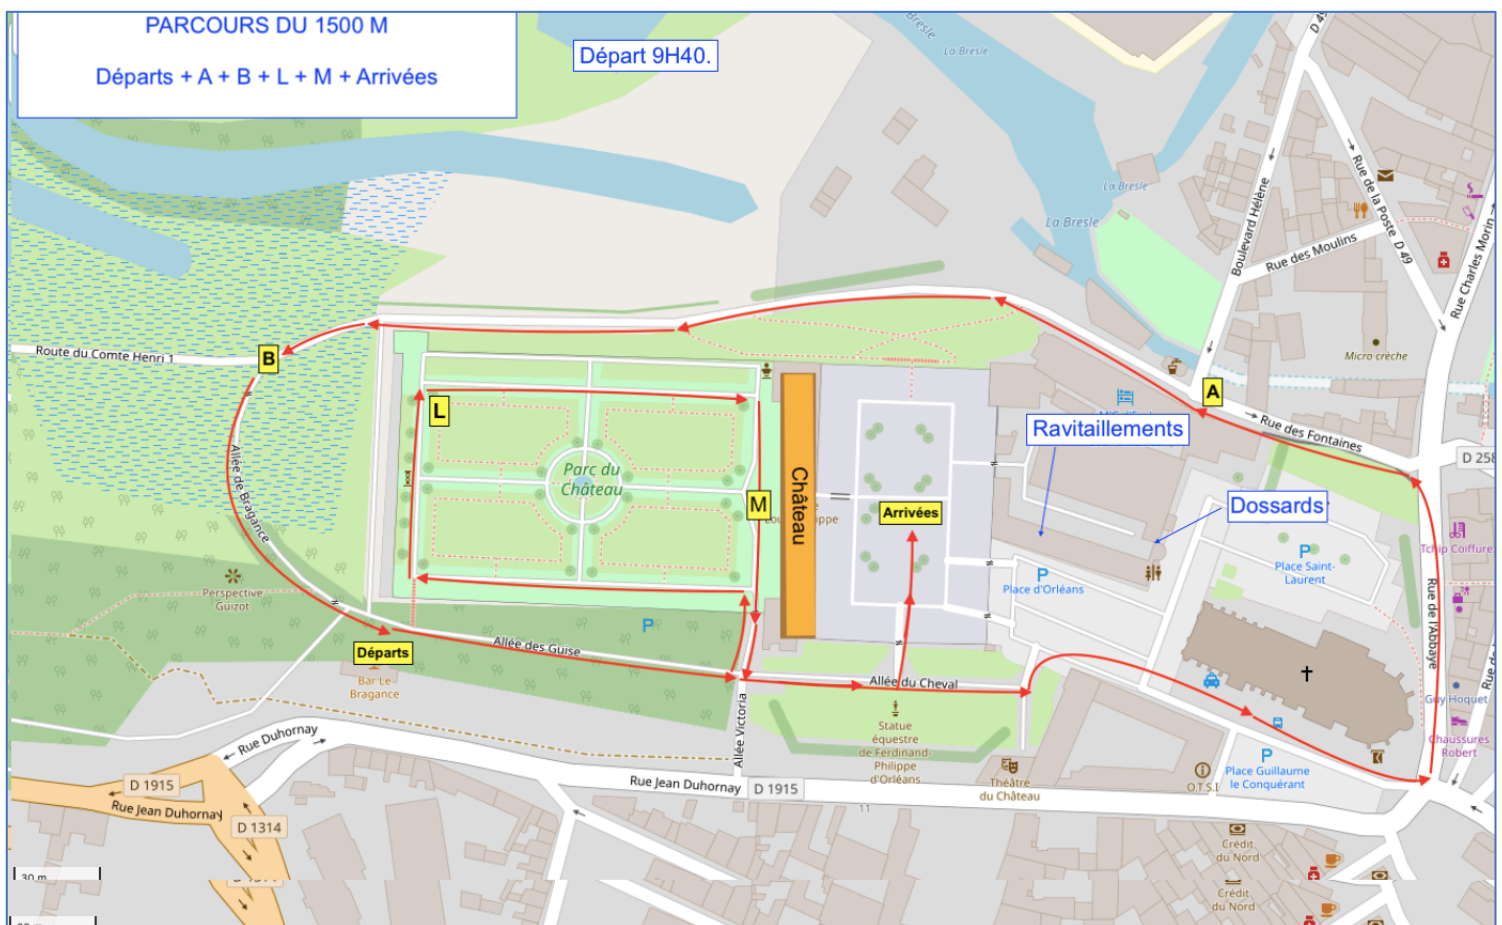 PARCOURS DU 1500 M
Départs + A + B + L + M + Arrivées
Départ 9H40.
La Bresle
La Bresle
La Bresle
Boulevard Hélène
Rue de la Poste
D 49
Rue des Moulins
Rue Charles Morin
Micro crèche
Route du Comte Henri 1
B
A
L
M
Rue des Fontaines
D 258
Ravitaillements
Dossards
Parc du
Château
Château
Arrivées
Allée de Bragance
Perspective
Guizot
P
Place d'Orléans
P
Place Saint-
Laurent
Tchip Coiffure
Rue de l'Abbaye
P
Départs
Bar Le
Bragance
Allée des Guise
Allée du Cheval
Allée Victoria
Statue
équestre
de Ferdinand
Philippe
d'Orléans
Théâtre
du Château
O.T.S.I
P
Place Guillaume
le Conquérant
Guy Hoquet
Chaussures
Robert
Rue Duhornay
D 1915
Rue Jean Duhornay
D 1314
Rue Jean Duhornay
D 1915
11
Crédit
du Nord
Crédit
du Nord
30 m